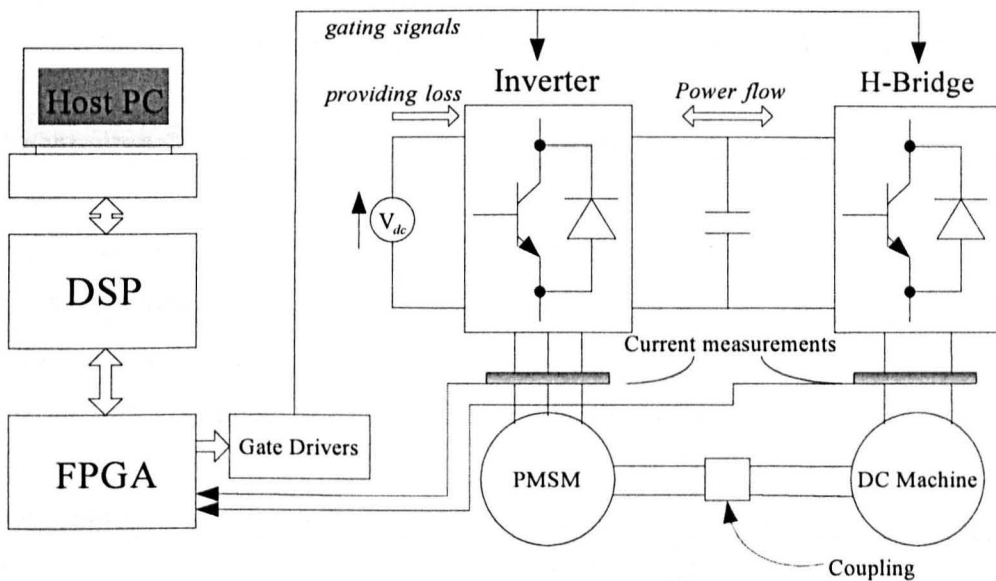 gating signals
Inverter
H-Bridge
Host PC
providing loss
Power flow
Vdc
DSP
Current measurements
FPGA
Gate Drivers
PMSM
DC Machine
Coupling